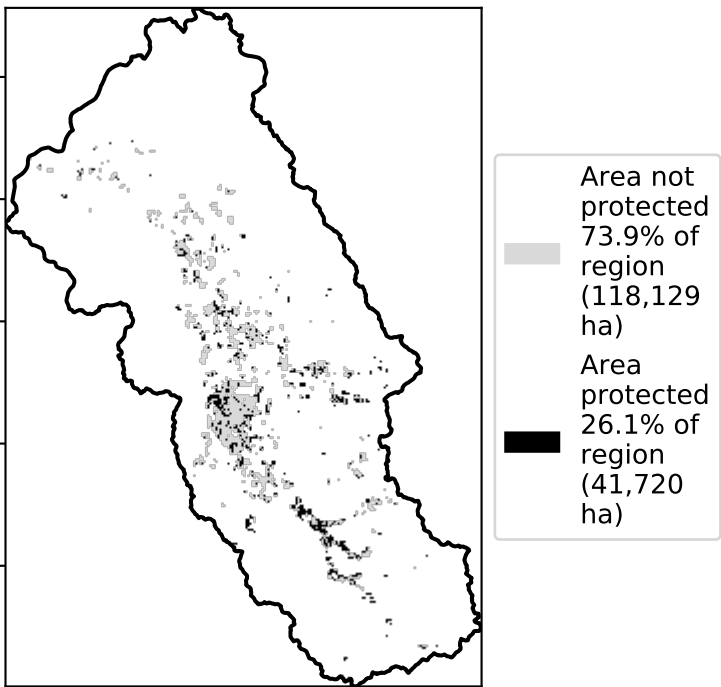 Area not
protected
73.9% of
region
(118,129
ha)
Area
protected
26.1% of
region
(41,720
ha)